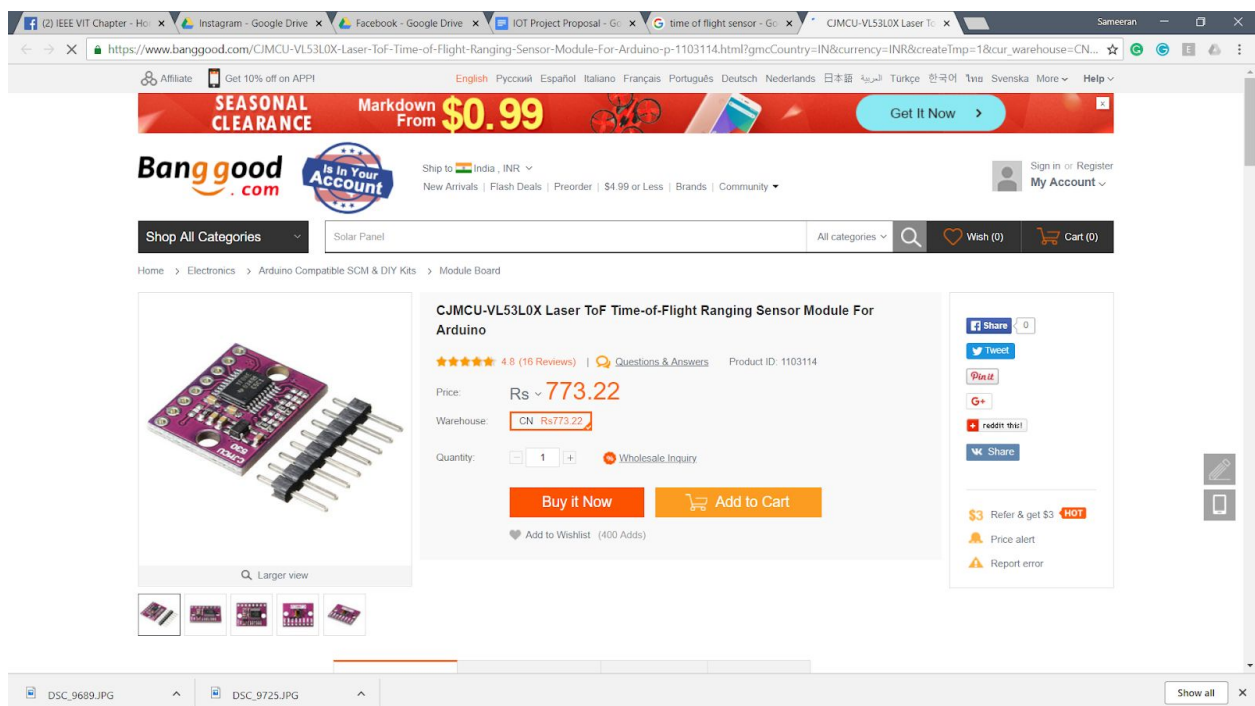 (2) IEEE VIT Chapter - Ho
Instagram - Google Drive
Facebook - Google Drive
IOT Project Proposal - Go
time of flight sensor - Go
CJMCU-VL53L0X Laser To
Sameeran
https://www.banggood.com/CJMCU-VL53L0X-Laser-ToF-Time-of-Flight-Ranging-Sensor-Module-For-Arduino-p-1103114.html?gmcCountry=IN&currency=INR&createTmp=1&cur_warehouse=CN...
Affiliate Get 10% off on APP!
English Русский Español Italiano Français Português Deutsch Nederlands 日本語 العربية Türkçe 한국어 ไทย Svenska More Help
SEASONAL
CLEARANCE
Markdown
From $0.99
Get It Now >
Banggood
.com
Is In Your
Account
Ship to India , INR
New Arrivals | Flash Deals | Preorder | $4.99 or Less | Brands | Community
Sign in or Register
My Account
Shop All Categories
Solar Panel
All categories
Wish (0)
Cart (0)
Home > Electronics > Arduino Compatible SCM & DIY Kits > Module Board
CJMCU-VL53L0X Laser ToF Time-of-Flight Ranging Sensor Module For
Arduino
4.8 (16 Reviews) | Questions & Answers Product ID: 1103114
Price: Rs 773.22
Warehouse: CN Rs773.22
Quantity: - 1 + Wholesale Inquiry
Buy it Now
Add to Cart
Add to Wishlist (400 Adds)
Share 0
Tweet
Pin it
G+
reddit this!
Share
$3 Refer & get $3 HOT
Price alert
Report error
CJMCU
Larger view
DSC_9689.JPG
DSC_9725.JPG
Show all